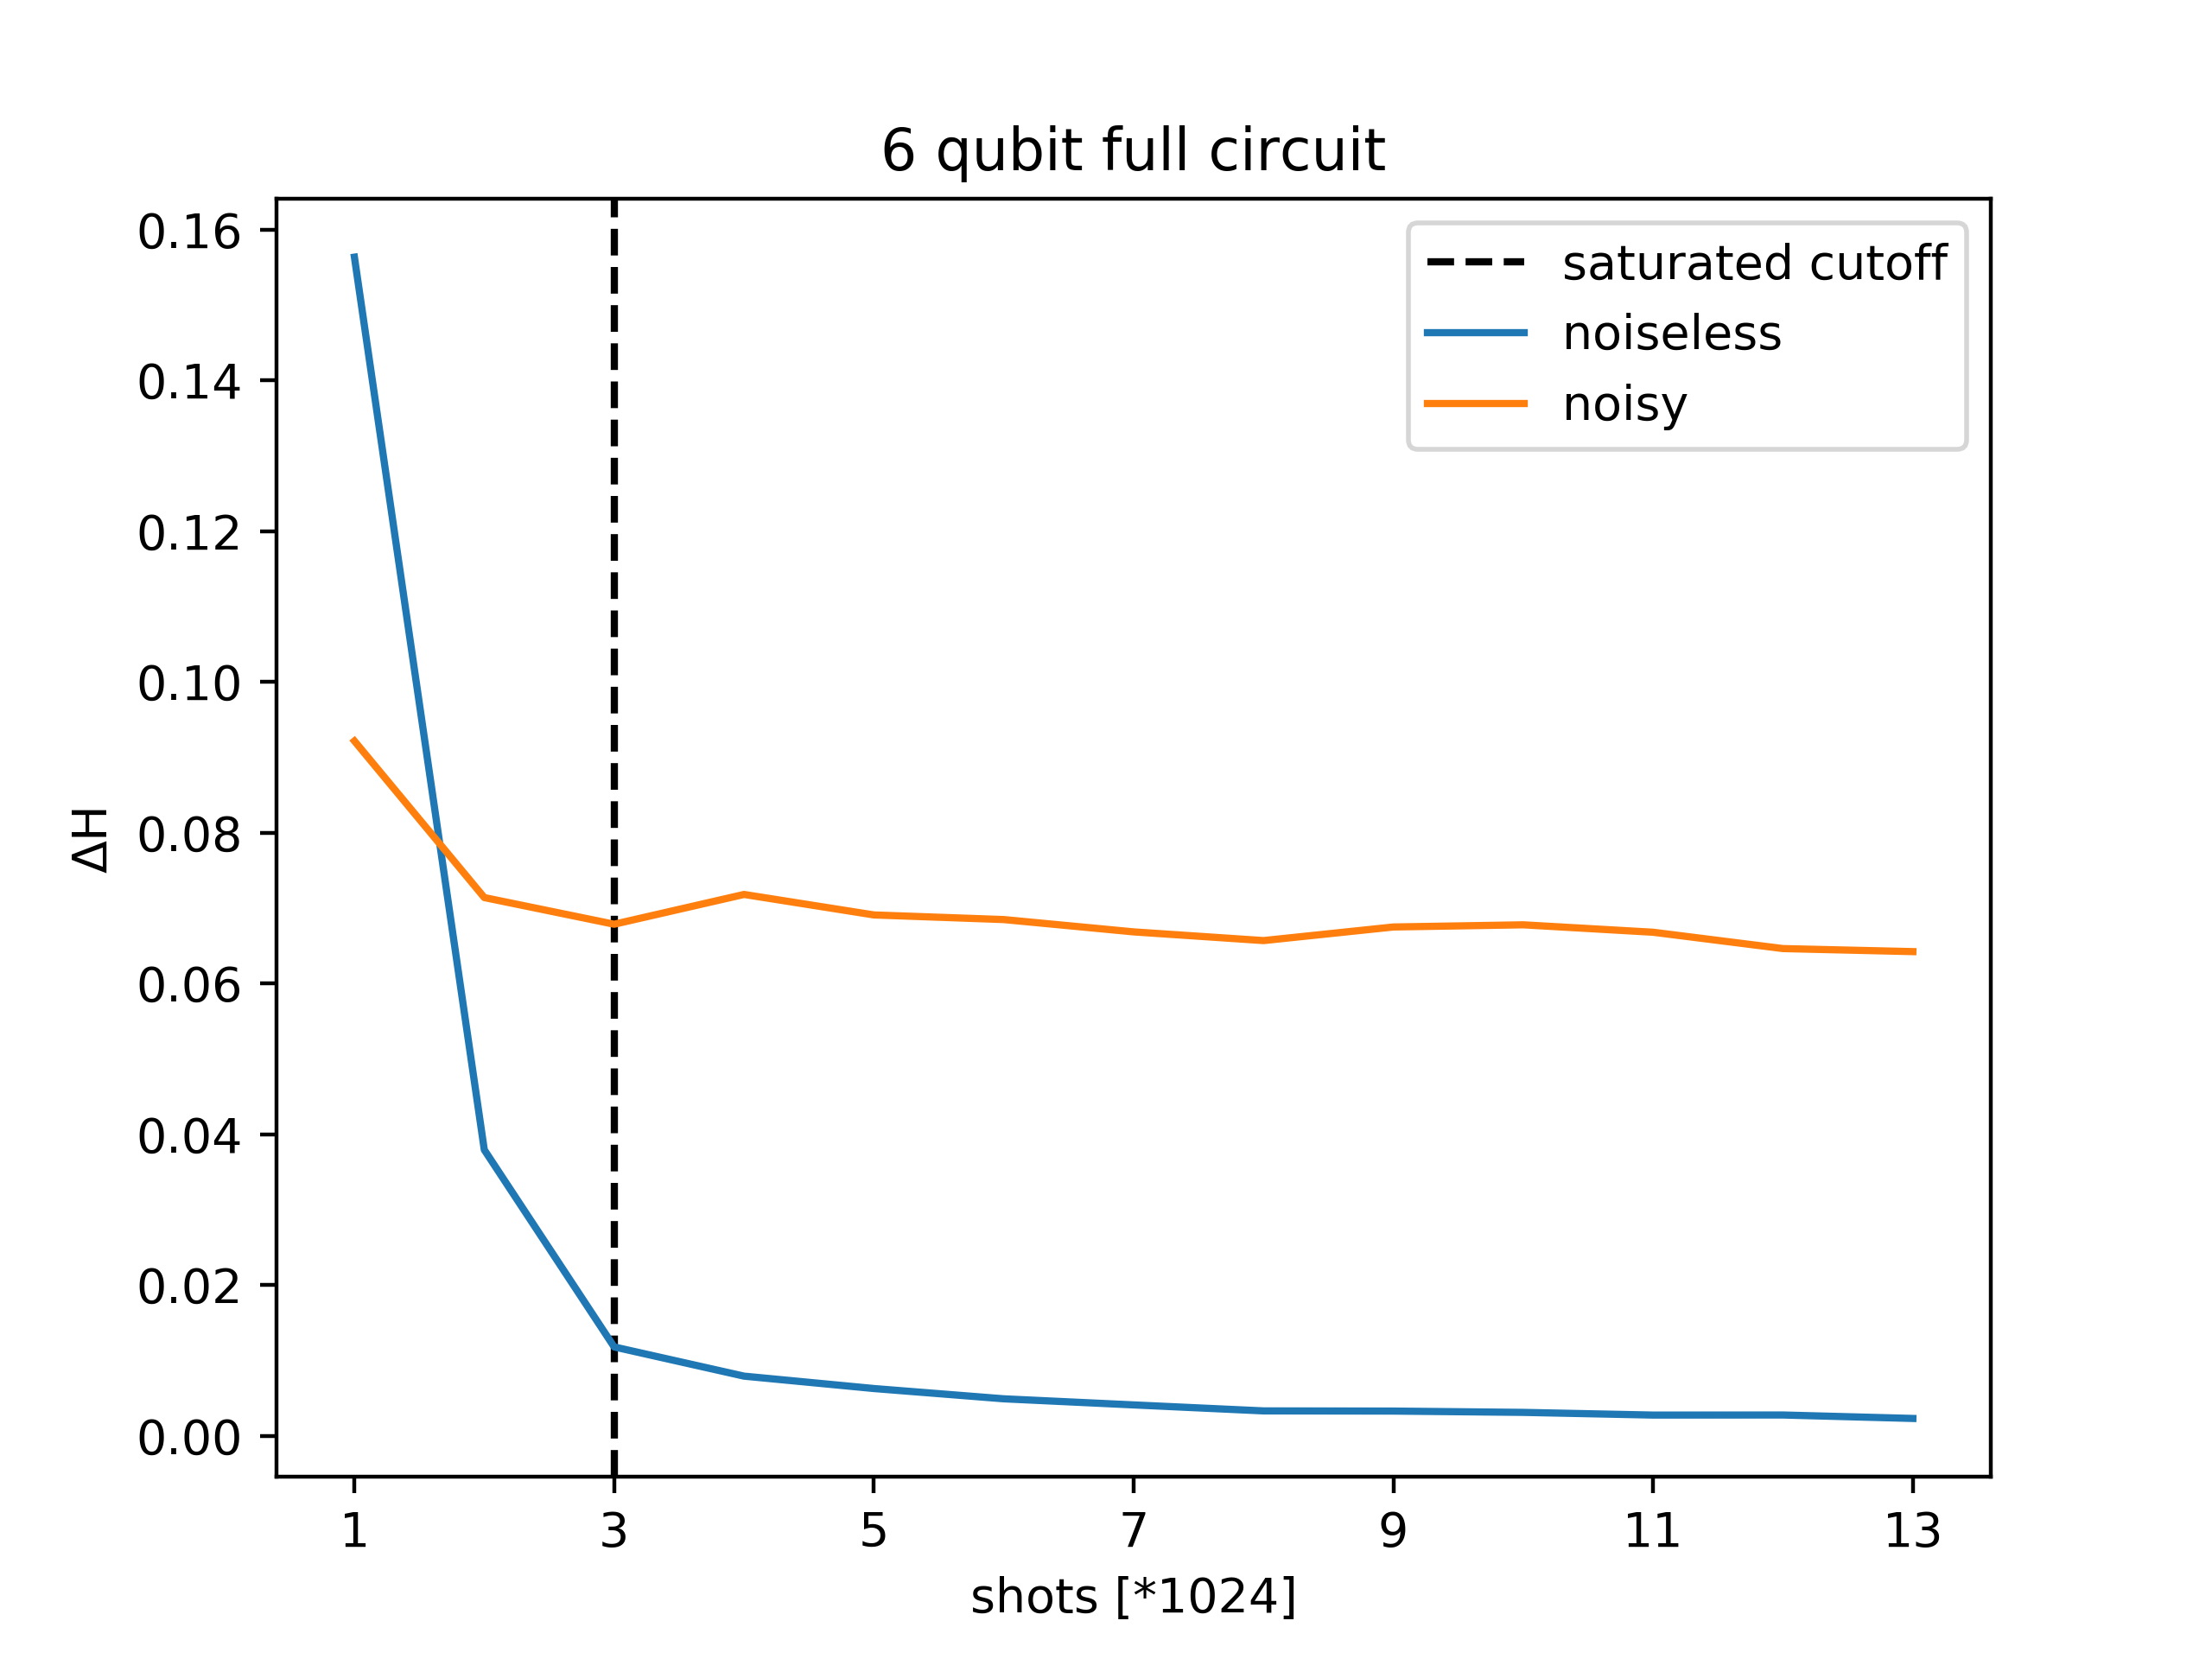 6 qubit full circuit
saturated cutoff
noiseless
noisy
0.16
0.14
0.12
0.10
0.08
0.06
0.04
0.02
0.00
ΔH
1 3 5 7 9 11 13
shots [*1024]